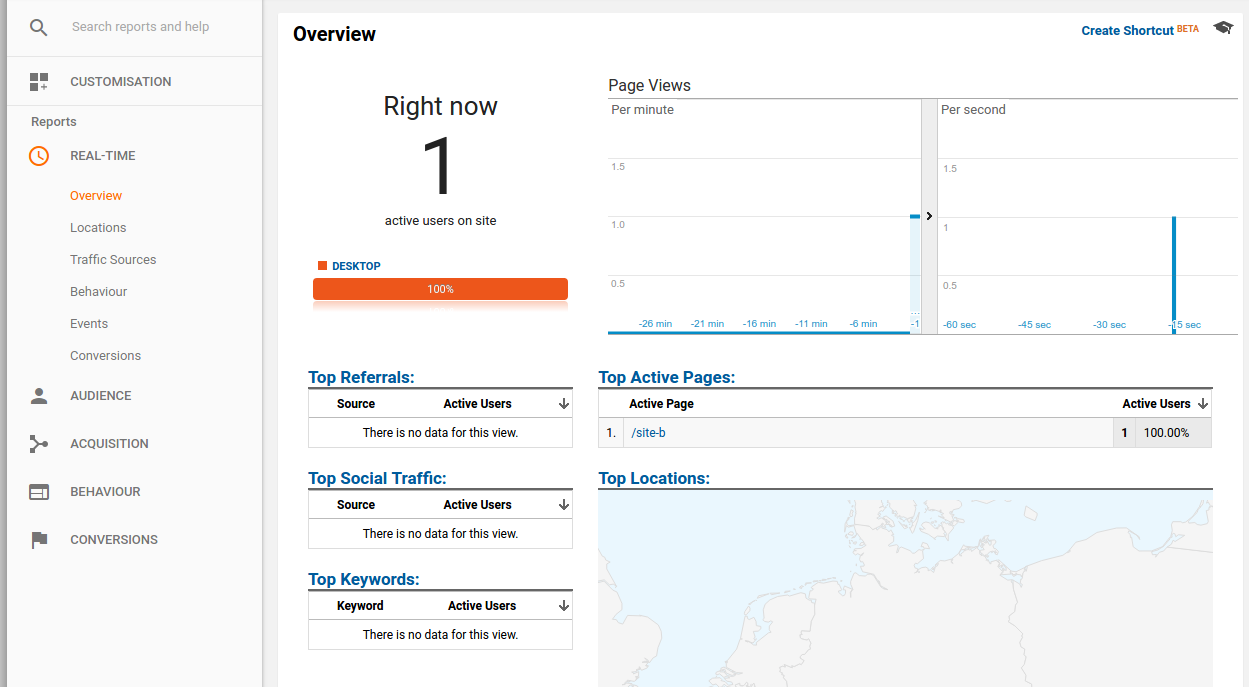 Search reports and help
CUSTOMISATION
Reports
REAL-TIME
Overview
Locations
Traffic Sources
Behaviour
Events
Conversions
AUDIENCE
ACQUISITION
BEHAVIOUR
CONVERSIONS
Overview
Create Shortcut BETA
Right now
1
active users on site
DESKTOP
100%
Page Views
Per minute
1.5
1.0
0.5
-26 min -21 min -16 min -11 min -6 min -1
Per second
1.5
1
0.5
-60 sec -45 sec -30 sec -15 sec
Top Referrals:
Source Active Users
There is no data for this view.
Top Active Pages:
Active Page Active Users
1. /site-b 1 100.00%
Top Social Traffic:
Source Active Users
There is no data for this view.
Top Locations:
Top Keywords:
Keyword Active Users
There is no data for this view.